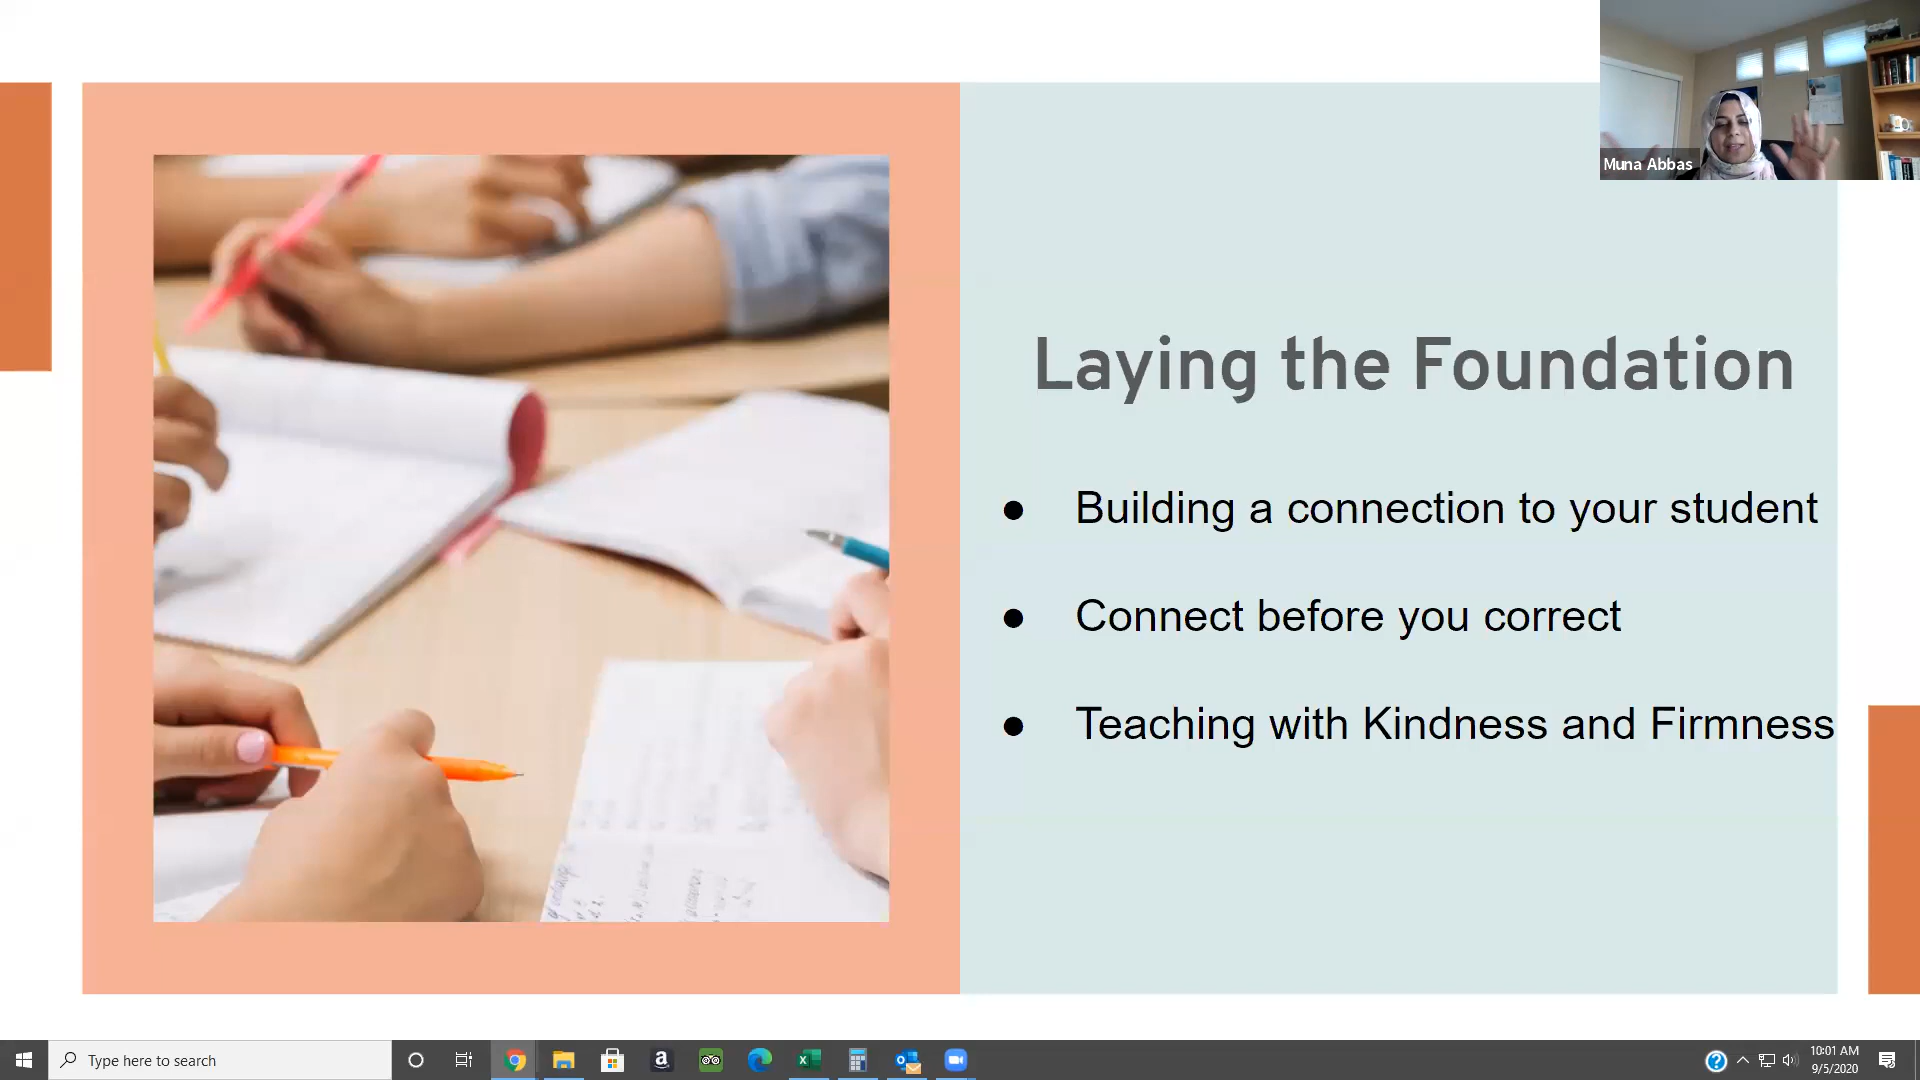 Muna Abbas
Laying the Foundation
● Building a connection to your student
● Connect before you correct
● Teaching with Kindness and Firmness
Type here to search
10:01 AM
9/5/2020